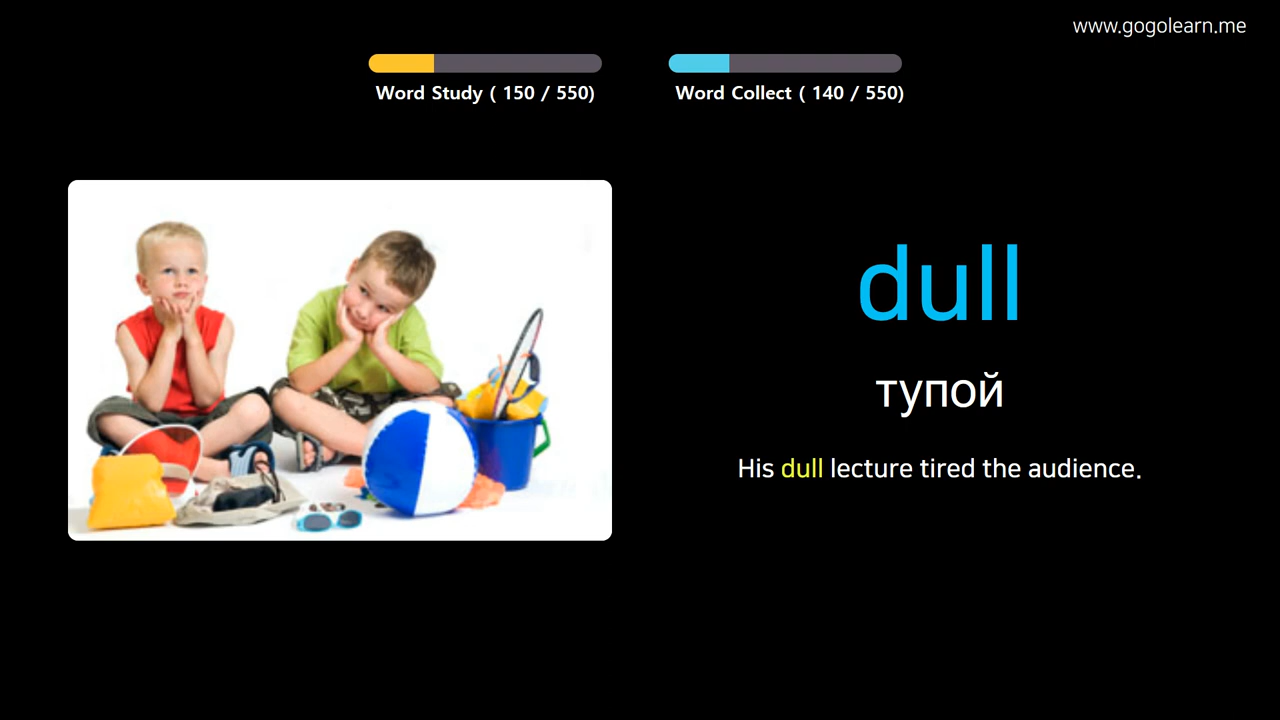 www.gogolearn.me
Word Study ( 150 / 550)
Word Collect ( 140 / 550)
dull
тупой
His dull lecture tired the audience.